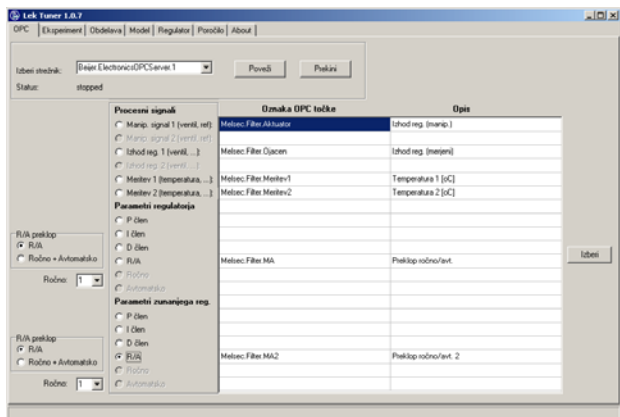 Lek Tuner 1.0.7
OPC Eksperiment Obdelava Model Regulator Poročilo About
Izberi strežnik: Beijer.ElectronicsOPCServer.1 Poveži Prekini
Status: stopped
Procesni signali Oznaka OPC točke Opis
Manip. signal 1 (ventil, ref) Melsec.Filter.Aktuator Izhod reg. (manip.)
Manip. signal 2 (ventil, ref)
Izhod reg. 1 (ventil, ...) Melsec.Filter.Ojacen Izhod reg. (merjeni)
Izhod reg. 2 (ventil, ...)
Meritev 1 (temperatura, ...) Melsec.Filter.Meritev1 Temperatura 1 [oC]
Meritev 2 (temperatura, ...) Melsec.Filter.Meritev2 Temperatura 2 [oC]
Parametri regulatorja
P člen
I člen
R/A preklop
R/A D člen
Ročno + Avtomatsko R/A Melsec.Filter.MA Preklop ročno/avt. Izberi
Ročno: 1 Ročno
Avtomatsko
Parametri zunanjega reg.
P člen
I člen
R/A preklop D člen
R/A R/A Melsec.Filter.MA2 Preklop ročno/avt. 2
Ročno + Avtomatsko Ročno
Ročno: 1 Avtomatsko